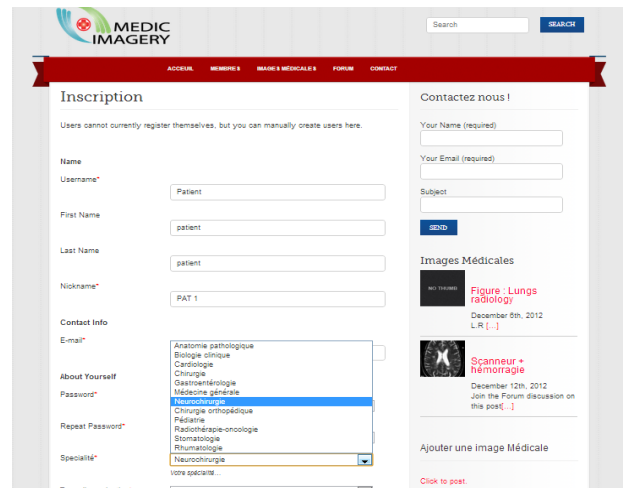 MEDIC
IMAGERY
Search
SEARCH
ACCEUIL MEMBRES IMAGES MÉDICALES FORUM CONTACT
Inscription
Users cannot currently register themselves, but you can manually create users here.
Name
Username*
Patient
First Name
patient
Last Name
patient
Nickname*
PAT 1
Contact Info
E-mail*
Anatomie pathologique
Biologie clinique
Cardiologie
Chirurgie
Gastroentérologie
Médecine générale
Neurochirurgie
Chirurgie orthopédique
Pédiatrie
Radiothérapie-oncologie
Stomatologie
Rhumatologie
About Yourself
Password*
Repeat Password*
Specialité*
Neurochirurgie
Votre spécialité...
Contactez nous !
Your Name (required)
Your Email (required)
Subject
SEND
Images Médicales
NO THUMB
Figure : Lungs
radiology
December 6th, 2012
L.R [...]
Scanneur +
hémorragie
December 12th, 2012
Join the Forum discussion on
this post[...]
Ajouter une image Médicale
Click to post.